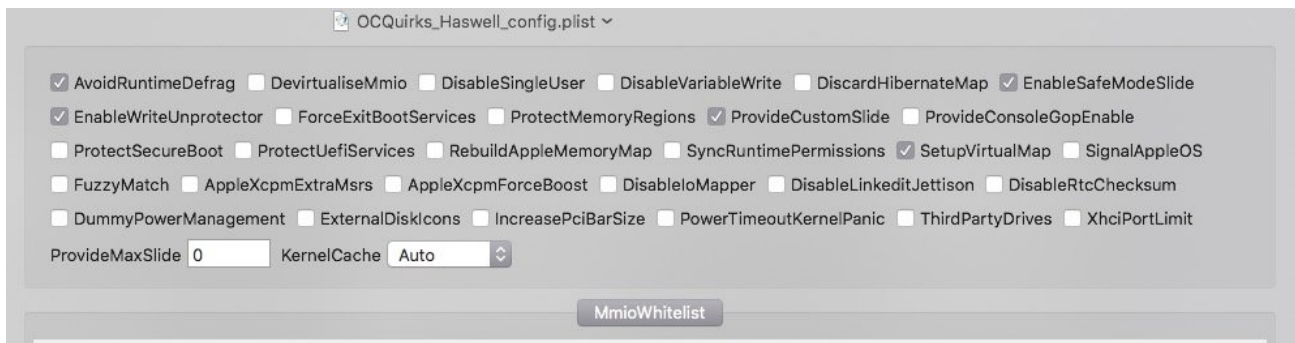 OCQuirks_Haswell_config.plist
AvoidRuntimeDefrag DevirtualiseMmio DisableSingleUser DisableVariableWrite DiscardHibernateMap EnableSafeModeSlide
EnableWriteUnprotector ForceExitBootServices ProtectMemoryRegions ProvideCustomSlide ProvideConsoleGopEnable
ProtectSecureBoot ProtectUefiServices RebuildAppleMemoryMap SyncRuntimePermissions SetupVirtualMap SignalAppleOS
FuzzyMatch AppleXcpmExtraMsrs AppleXcpmForceBoost DisableIoMapper DisableLinkeditJettison DisableRtcChecksum
DummyPowerManagement ExternalDiskIcons IncreasePciBarSize PowerTimeoutKernelPanic ThirdPartyDrives XhciPortLimit
ProvideMaxSlide 0 KernelCache Auto
MmioWhitelist